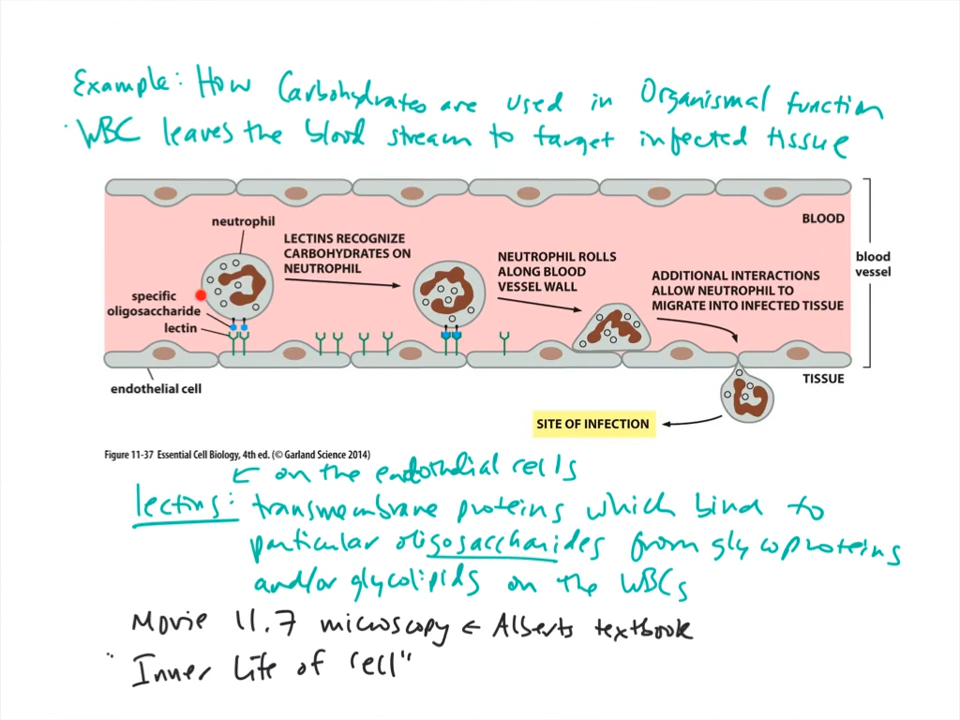 Example: How Carbohydrates are used in Organismal function
· WBC leaves the blood stream to target infected tissue
BLOOD
neutrophil
LECTINS RECOGNIZE
CARBOHYDRATES ON
NEUTROPHIL
NEUTROPHIL ROLLS
ALONG BLOOD
VESSEL WALL
ADDITIONAL INTERACTIONS
ALLOW NEUTROPHIL TO
MIGRATE INTO INFECTED TISSUE
blood
vessel
specific
oligosaccharide
lectin
endothelial cell
TISSUE
SITE OF INFECTION
Figure 11-37 Essential Cell Biology, 4th ed. (© Garland Science 2014)
← on the endothelial cells
lectins: transmembrane proteins which bind to
particular oligosaccharides from glycoproteins
and/or glycolipids on the WBCs
Movie 11.7 microscopy ← Alberts textbook
"Inner Life of Cell"